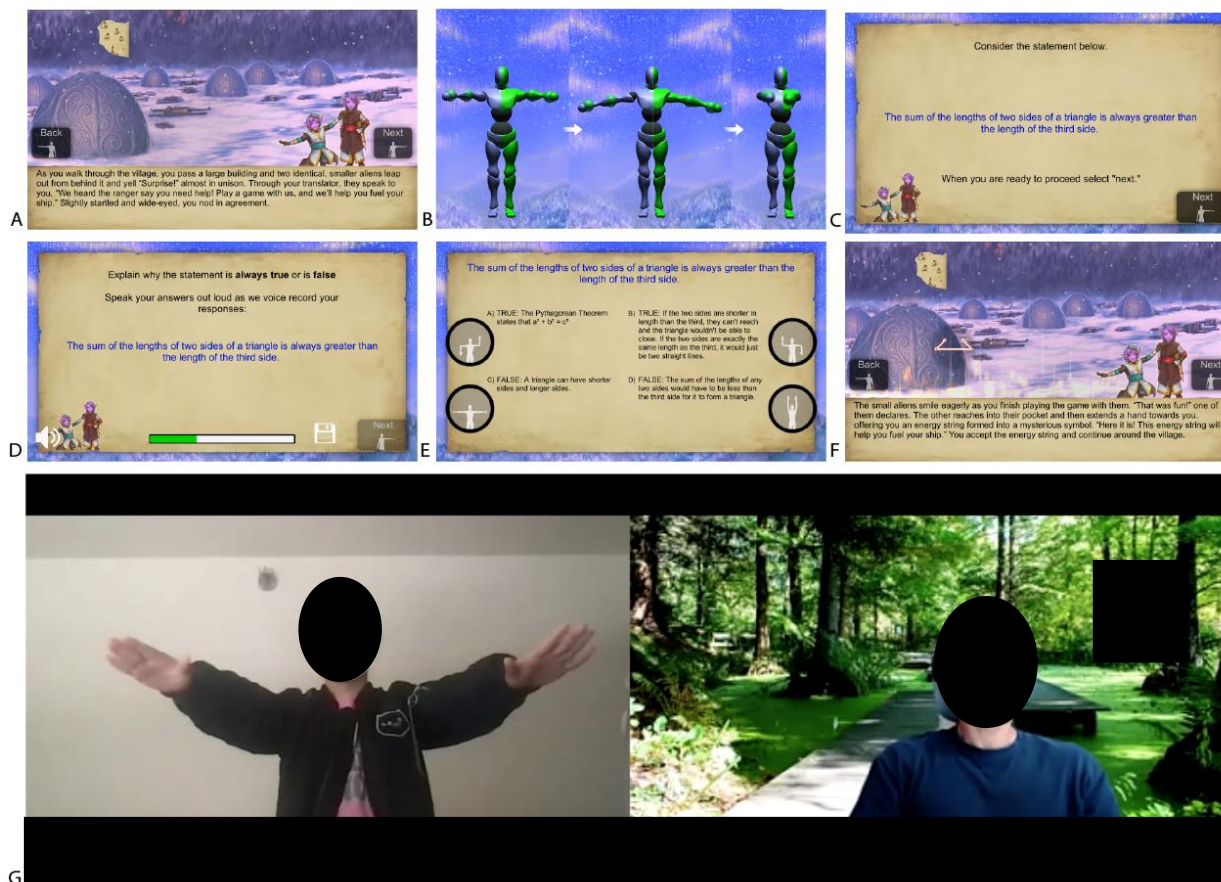 Back
Next
As you walk through the village, you pass a large building and two identical, smaller aliens leap
out from behind it and yell "Surprise!" almost in unison. Through your translator, they speak to
you, "We heard the ranger say you need help! Play a game with us, and we'll help you fuel your
ship." Slightly startled and wide-eyed, you nod in agreement.
A
B
Consider the statement below.
The sum of the lengths of two sides of a triangle is always greater than
the length of the third side.
When you are ready to proceed select "next."
Next
C
Explain why the statement is always true or is false
Speak your answers out loud as we voice record your
responses:
The sum of the lengths of two sides of a triangle is always greater than
the length of the third side.
Next
D
The sum of the lengths of two sides of a triangle is always greater than the
length of the third side.
A) TRUE: The Pythagorean Theorem
states that a² + b² = c²
B) TRUE: If the two sides are shorter in
length than the third, they can't reach
and the triangle wouldn't be able to
close. If the two sides are exactly the
same length as the third, it would just
be two straight lines.
C) FALSE: A triangle can have shorter
sides and longer sides.
D) FALSE: The sum of the lengths of any
two sides would have to be less than
the third side for it to form a triangle.
E
Back
Next
The small aliens smile eagerly as you finish playing the game with them. "That was fun!" one of
them declares. The other reaches into their pocket and then extends a hand towards you,
offering you an energy string formed into a mysterious symbol. "Here it is! This energy string will
help you fuel your ship." You accept the energy string and continue around the village.
F
G